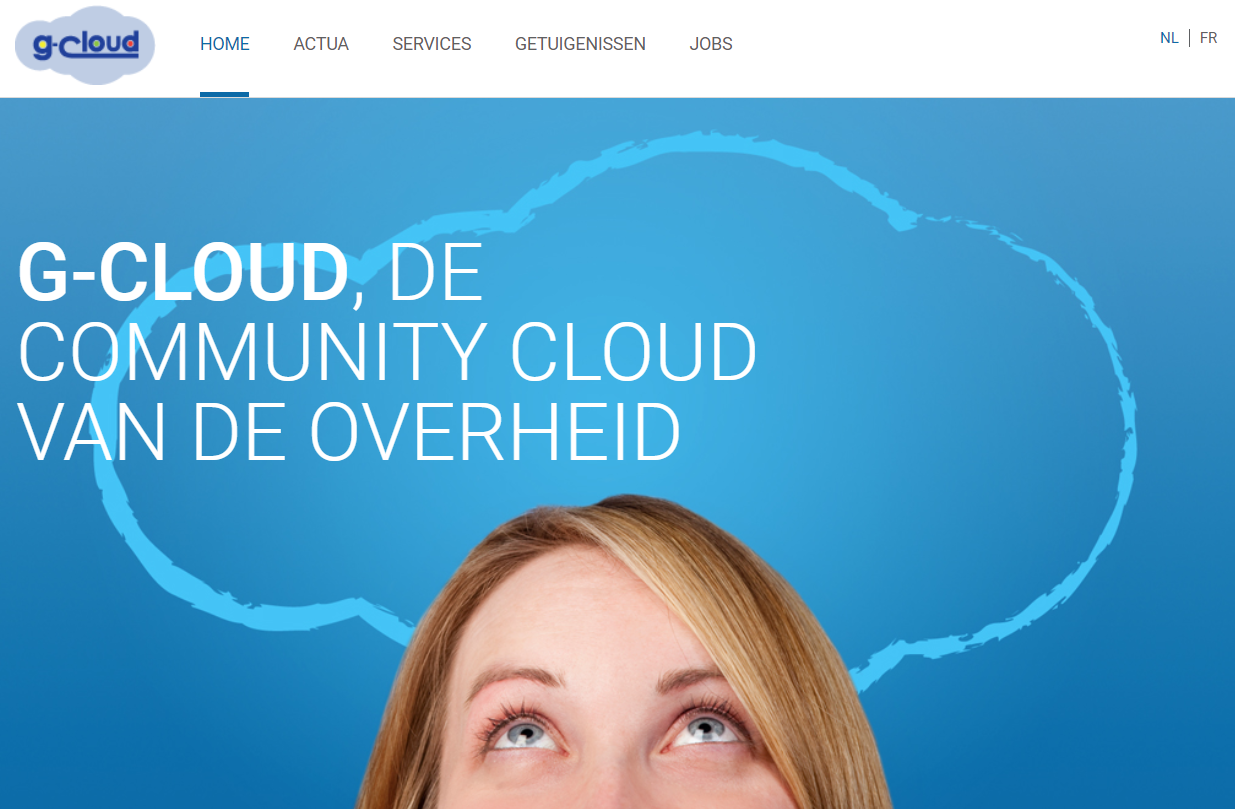 g-cloud
HOME
ACTUA
SERVICES
GETUIGENISSEN
JOBS
NL
FR
G-CLOUD, DE
COMMUNITY CLOUD
VAN DE OVERHEID